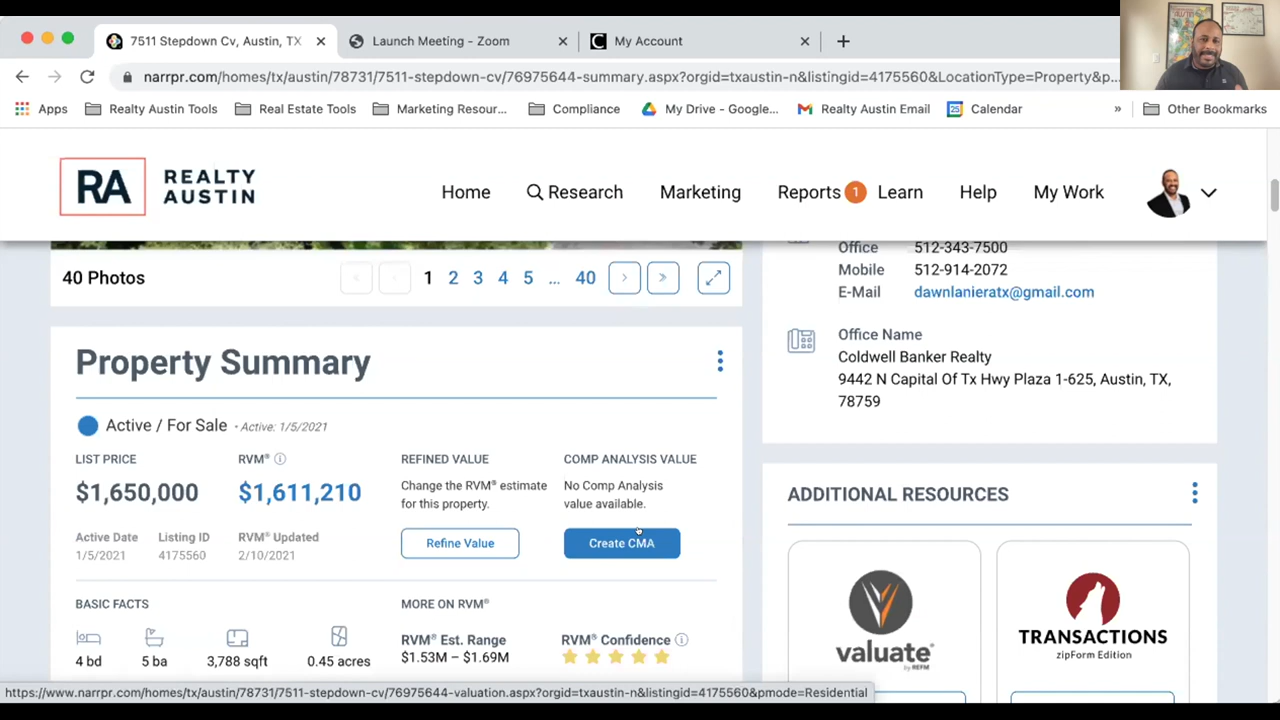 7511 Stepdown Cv, Austin, TX
Launch Meeting - Zoom
C My Account
narrpr.com/homes/tx/austin/78731/7511-stepdown-cv/76975644-summary.aspx?orgid=txaustin-n&listingid=4175560&LocationType=Property&p...
Apps Realty Austin Tools Real Estate Tools Marketing Resour... Compliance My Drive - Google... Realty Austin Email 25 Calendar » Other Bookmarks
RA REALTY AUSTIN
Home Research Marketing Reports 1 Learn Help My Work
40 Photos 1 2 3 4 5 ... 40
Office 512-343-7500
Mobile 512-914-2072
E-Mail dawnlanieratx@gmail.com
Office Name
Coldwell Banker Realty
9442 N Capital Of Tx Hwy Plaza 1-625, Austin, TX,
78759
Property Summary
Active / For Sale • Active: 1/5/2021
LIST PRICE RVM® REFINED VALUE COMP ANALYSIS VALUE
$1,650,000 $1,611,210
Change the RVM® estimate
for this property.
No Comp Analysis
value available.
Active Date Listing ID RVM® Updated
1/5/2021 4175560 2/10/2021
Refine Value Create CMA
BASIC FACTS MORE ON RVM®
4 bd 5 ba 3,788 sqft 0.45 acres
RVM® Est. Range RVM® Confidence
$1.53M – $1.69M
ADDITIONAL RESOURCES
valuate®
by REFM
TRANSACTIONS
zipForm Edition
https://www.narrpr.com/homes/tx/austin/78731/7511-stepdown-cv/76975644-valuation.aspx?orgid=txaustin-n&listingid=4175560&pmode=Residential